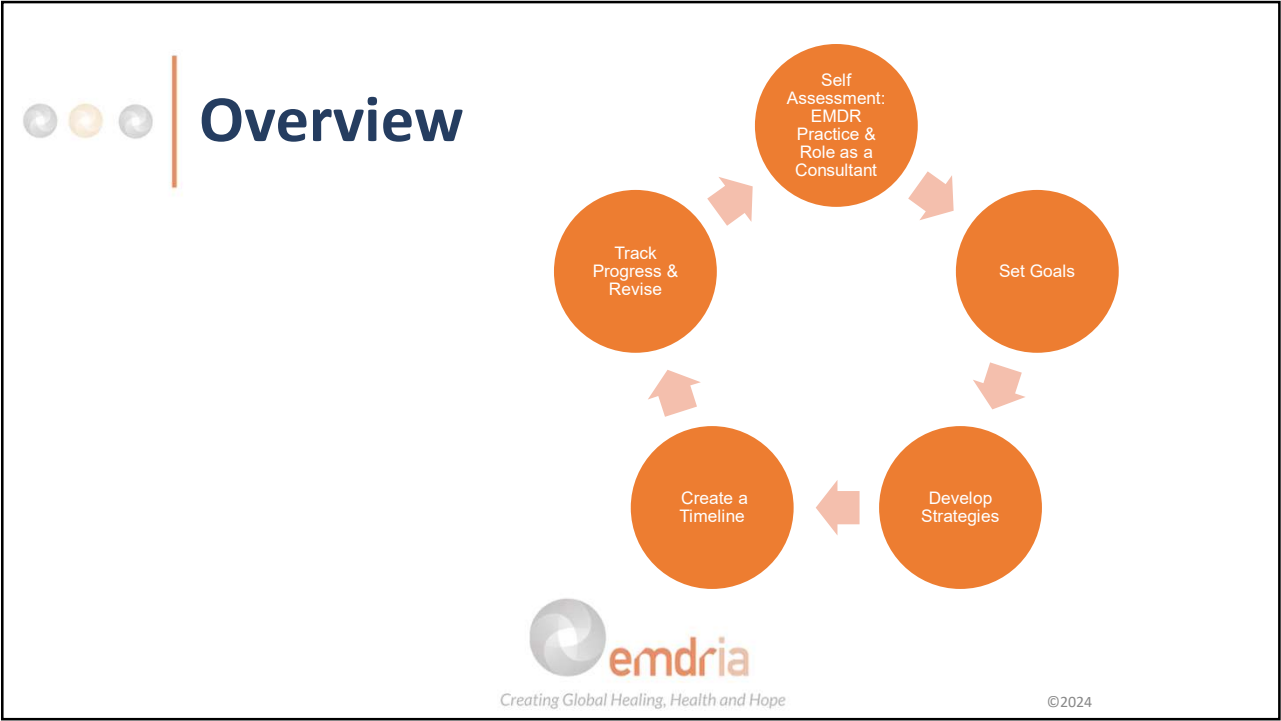 Overview
Self
Assessment:
EMDR
Practice &
Role as a
Consultant
Set Goals
Develop
Strategies
Create a
Timeline
Track
Progress &
Revise
emdria
Creating Global Healing, Health and Hope
©2024